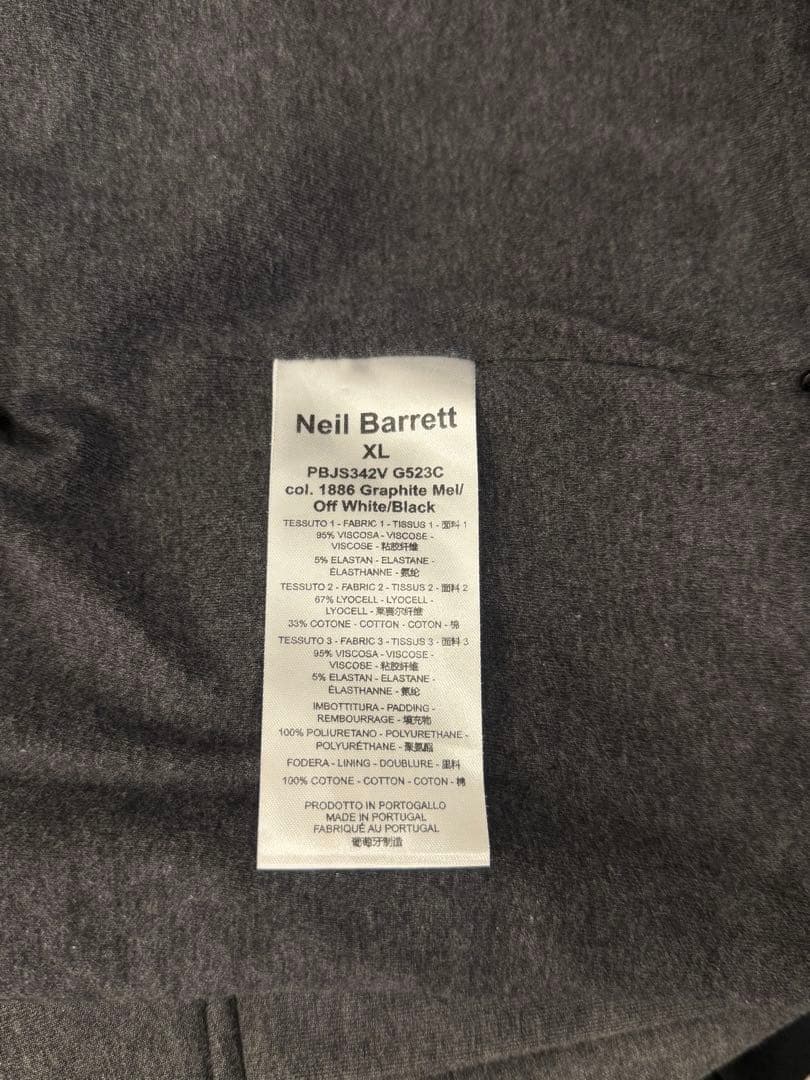 Neil Barrett
XL
PBJS342V G523C
col. 1886 Graphite Mel/
Off White/Black
TESSUTO 1 - FABRIC 1 - TISSUS 1 - 面料 1
95% VISCOSA - VISCOSE -
VISCOSE - 粘胶纤维
5% ELASTAN - ELASTANE -
ÉLASTHANNE - 氨纶
TESSUTO 2 - FABRIC 2 - TISSUS 2 - 面料 2
67% LYOCELL - LYOCELL -
LYOCELL - 莱赛尔纤维
33% COTONE - COTTON - COTON - 棉
TESSUTO 3 - FABRIC 3 - TISSUS 3 - 面料 3
95% VISCOSA - VISCOSE -
VISCOSE - 粘胶纤维
5% ELASTAN - ELASTANE -
ÉLASTHANNE - 氨纶
IMBOTTITURA - PADDING -
REMBOURRAGE - 填充物
100% POLIURETANO - POLYURETHANE -
POLYURÉTHANE - 聚氨酯
FODERA - LINING - DOUBLURE - 里料
100% COTONE - COTTON - COTON - 棉
PRODOTTO IN PORTOGALLO
MADE IN PORTUGAL
FABRIQUÉ AU PORTUGAL
葡萄牙制造